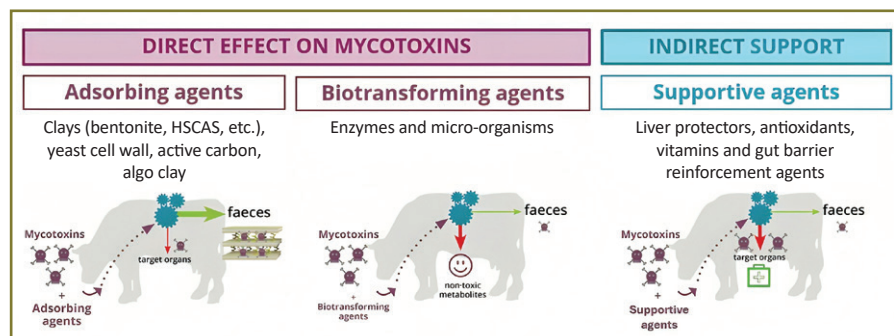 DIRECT EFFECT ON MYCOTOXINS
INDIRECT SUPPORT
Adsorbing agents
Biotransforming agents
Supportive agents
Clays (bentonite, HSCAS, etc.),
yeast cell wall, active carbon,
algo clay
Enzymes and micro-organisms
Liver protectors, antioxidants,
vitamins and gut barrier
reinforcement agents
faeces
Mycotoxins
target organs
+
Adsorbing
agents
faeces
Mycotoxins
non-toxic
metabolites
+
Biotransforming
agents
faeces
Mycotoxins
target organs
+
Supportive
agents